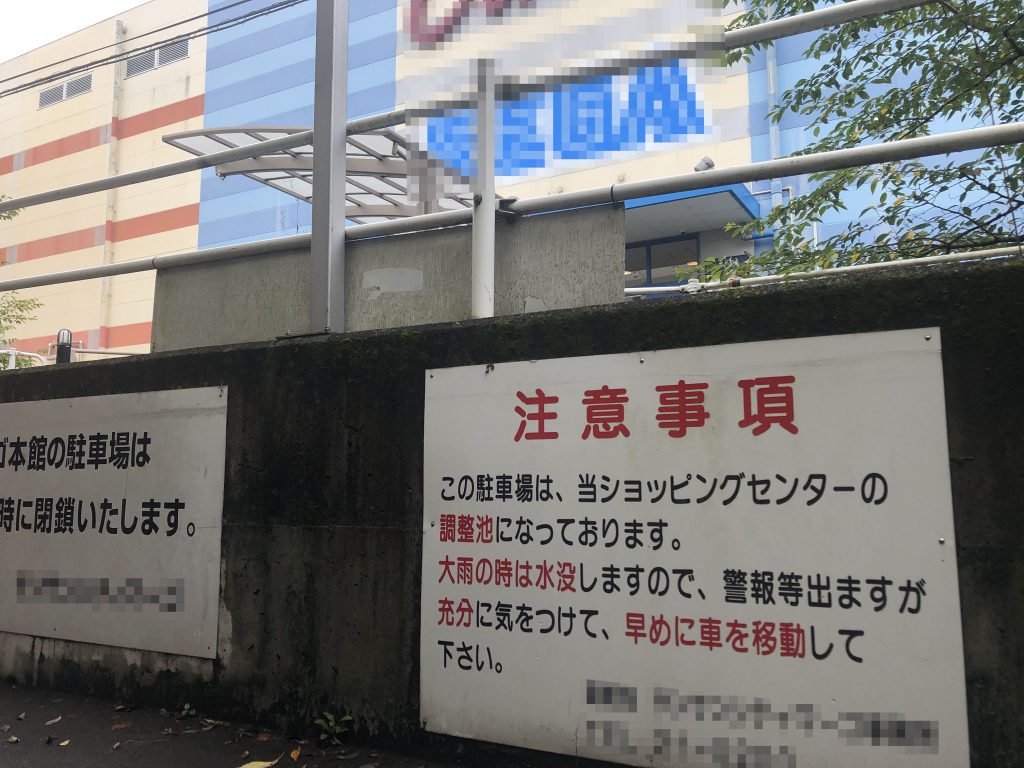 ゴ本館の駐車場は
時に閉鎖いたします。
注意事項
この駐車場は、当ショッピングセンターの
調整池になっております。
大雨の時は水没しますので、警報等出ますが
充分に気をつけて、早めに車を移動して
下さい。